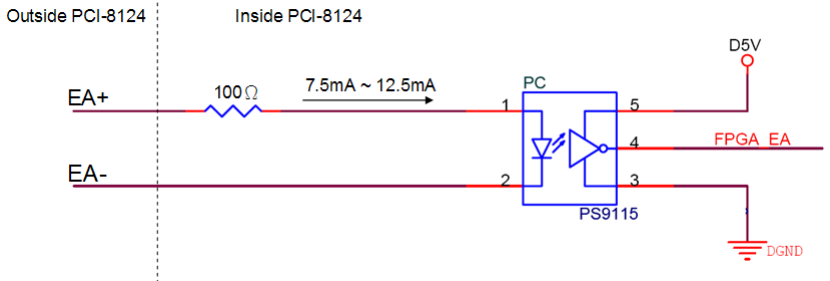 Outside PCI-8124
Inside PCI-8124
D5V
EA+
100Ω
7.5mA ~ 12.5mA
PC
1
5
4
FPGA_EA
EA-
2
3
PS9115
DGND